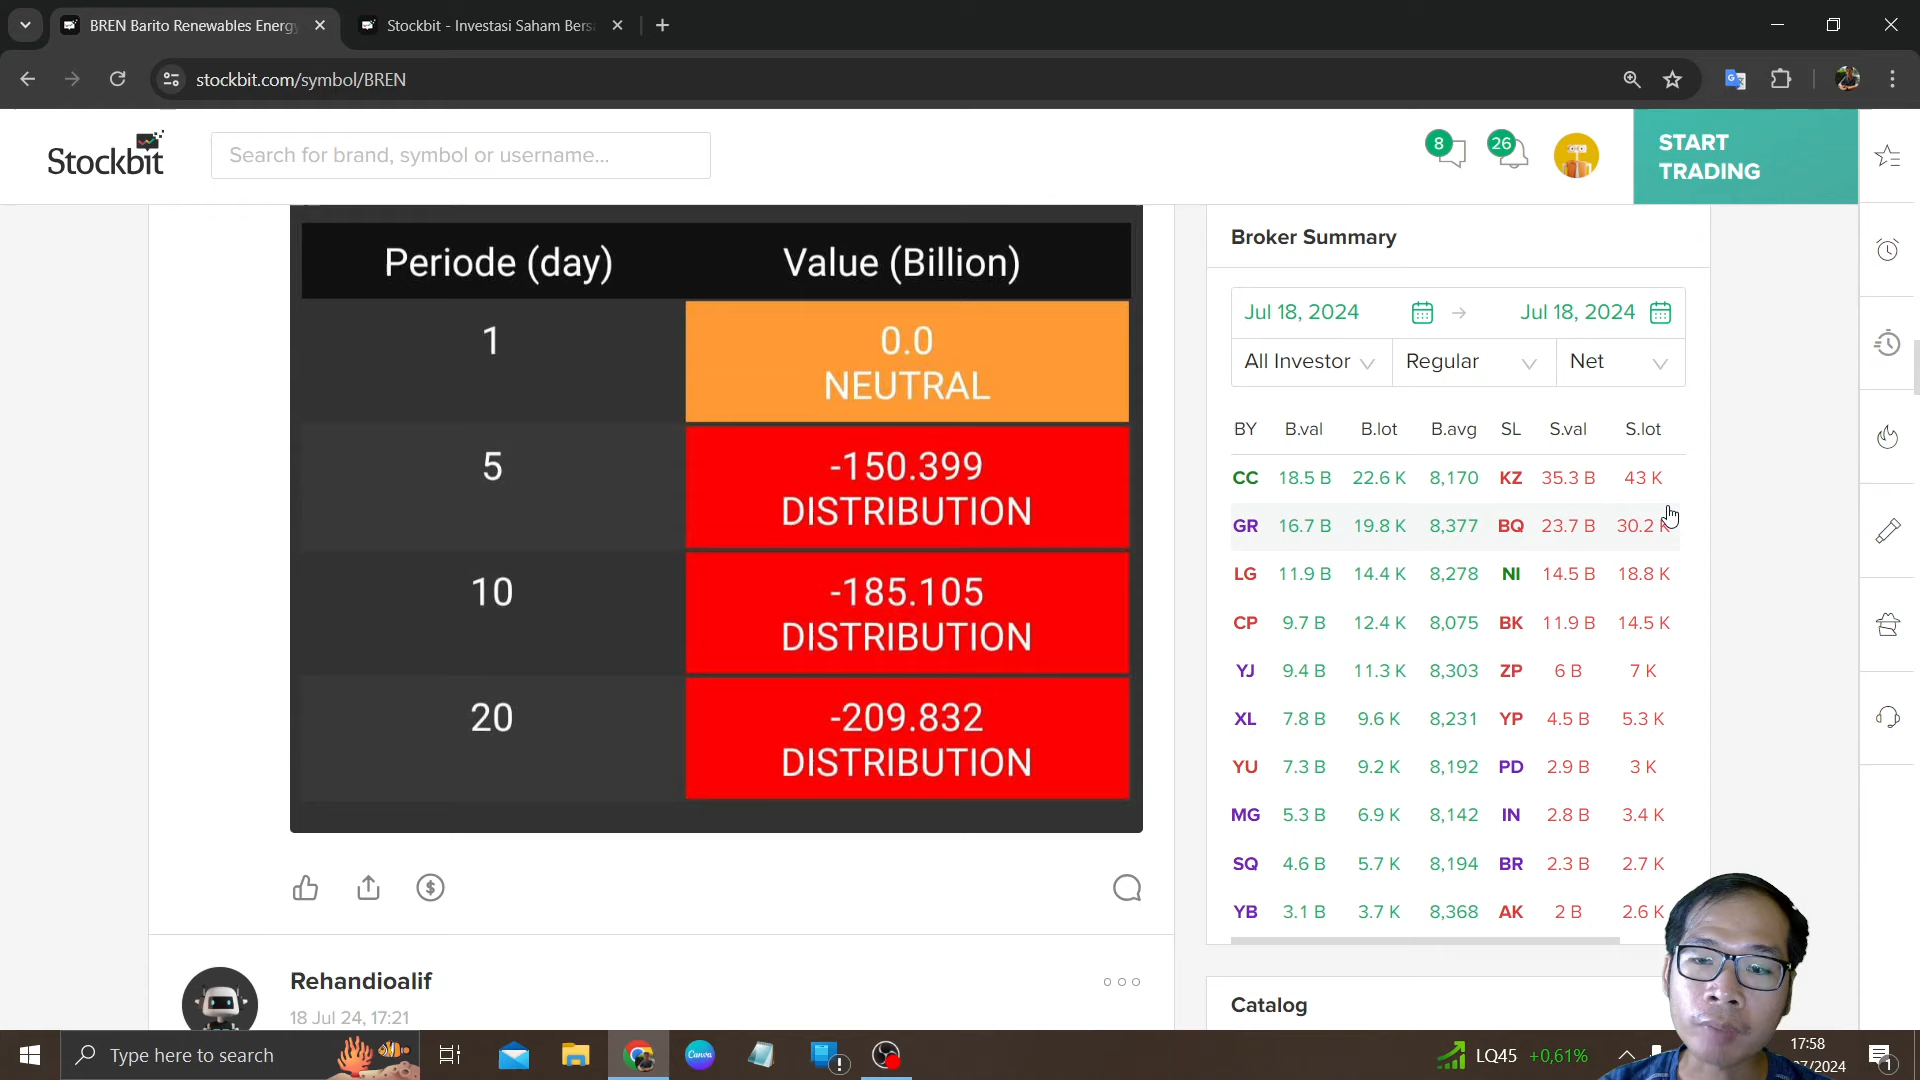 BREN Barito Renewables Energy
Stockbit - Investasi Saham Bers
stockbit.com/symbol/BREN
Stockbit
Search for brand, symbol or username...
8
26
START
TRADING
Periode (day) Value (Billion)
1 0.0
NEUTRAL
5 -150.399
DISTRIBUTION
10 -185.105
DISTRIBUTION
20 -209.832
DISTRIBUTION
Rehandioalif
18 Jul 24, 17:21
Broker Summary
Jul 18, 2024 Jul 18, 2024
All Investor Regular Net
BY B.val B.lot B.avg SL S.val S.lot
CC 18.5 B 22.6 K 8,170 KZ 35.3 B 43 K
GR 16.7 B 19.8 K 8,377 BQ 23.7 B 30.2 K
LG 11.9 B 14.4 K 8,278 NI 14.5 B 18.8 K
CP 9.7 B 12.4 K 8,075 BK 11.9 B 14.5 K
YJ 9.4 B 11.3 K 8,303 ZP 6 B 7 K
XL 7.8 B 9.6 K 8,231 YP 4.5 B 5.3 K
YU 7.3 B 9.2 K 8,192 PD 2.9 B 3 K
MG 5.3 B 6.9 K 8,142 IN 2.8 B 3.4 K
SQ 4.6 B 5.7 K 8,194 BR 2.3 B 2.7 K
YB 3.1 B 3.7 K 8,368 AK 2 B 2.6 K
Catalog
Type here to search
Canva
LQ45 +0,61%
17:58
7/2024
1